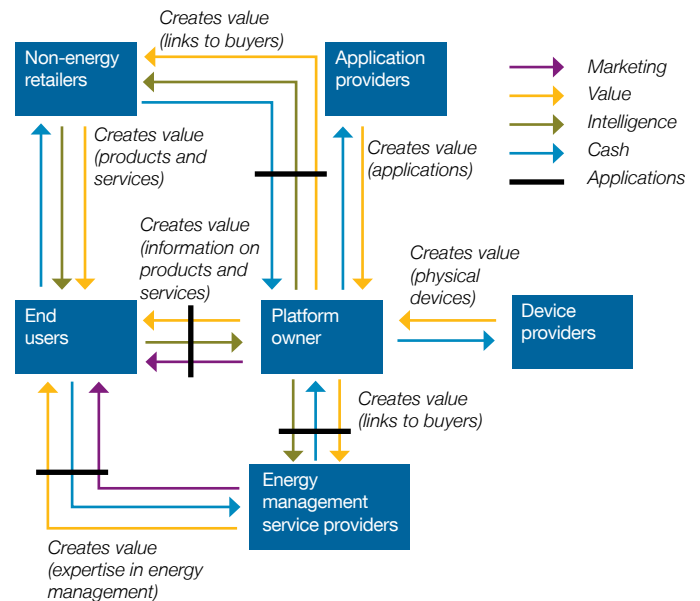 Creates value
(links to buyers)
Non-energy
retailers
Application
providers
Marketing
Value
Intelligence
Cash
Applications
Creates value
(products and
services)
Creates value
(applications)
Creates value
(information on
products and
services)
Creates value
(physical
devices)
End
users
Platform
owner
Device
providers
Creates value
(links to buyers)
Energy
management
service providers
Creates value
(expertise in energy
management)